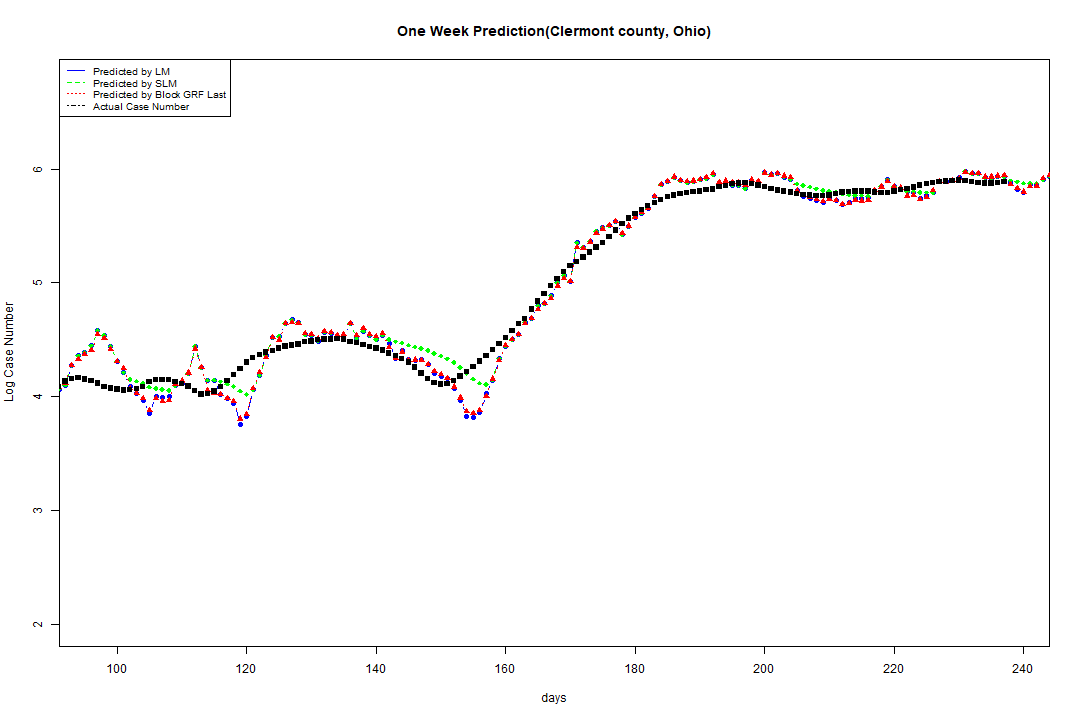 One Week Prediction(Clermont county, Ohio)
Predicted by LM
Predicted by SLM
Predicted by Block GRF Last
Actual Case Number
6
5
4
3
2
Log Case Number
100 120 140 160 180 200 220 240
days